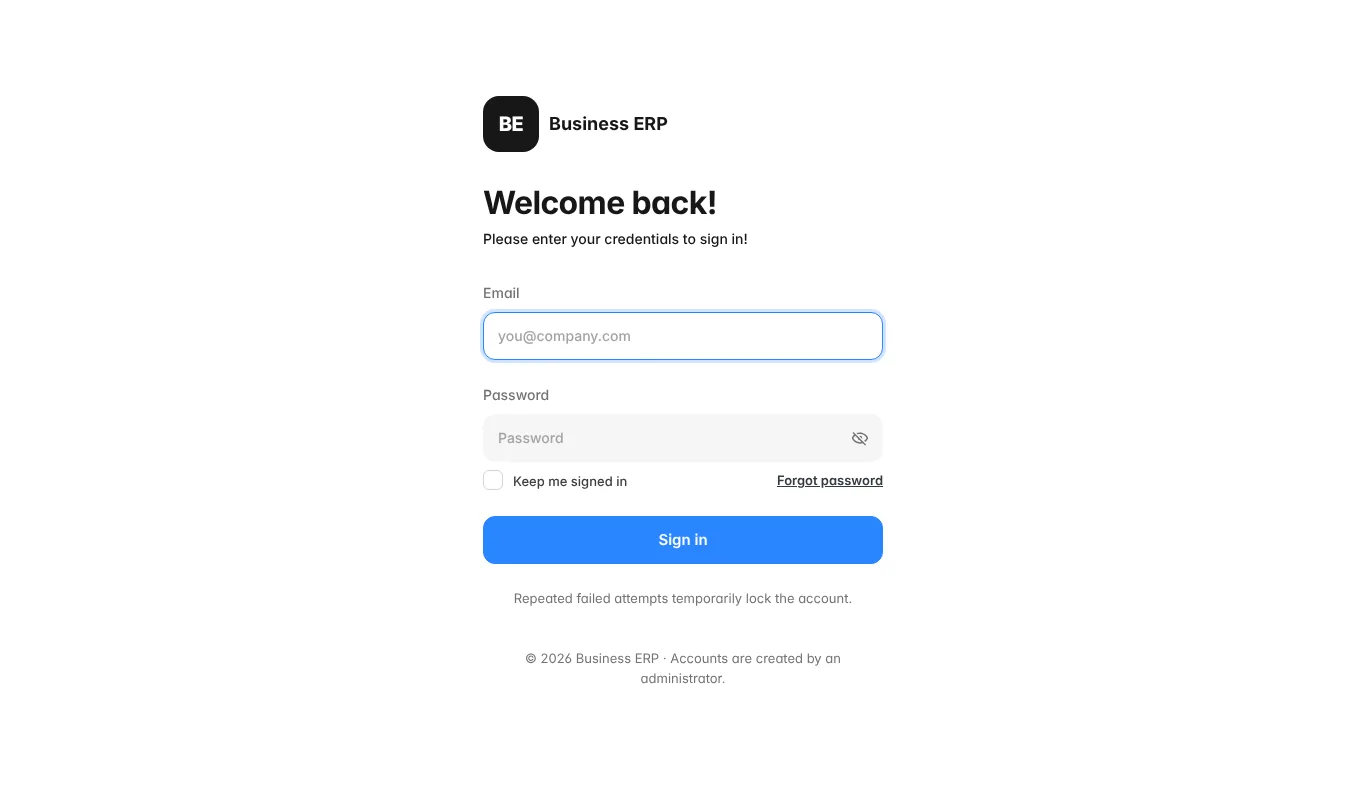 BE
Business ERP
Welcome back!
Please enter your credentials to sign in!
Email
you@company.com
Password
Password
Keep me signed in
Forgot password
Sign in
Repeated failed attempts temporarily lock the account.
© 2026 Business ERP · Accounts are created by an
administrator.